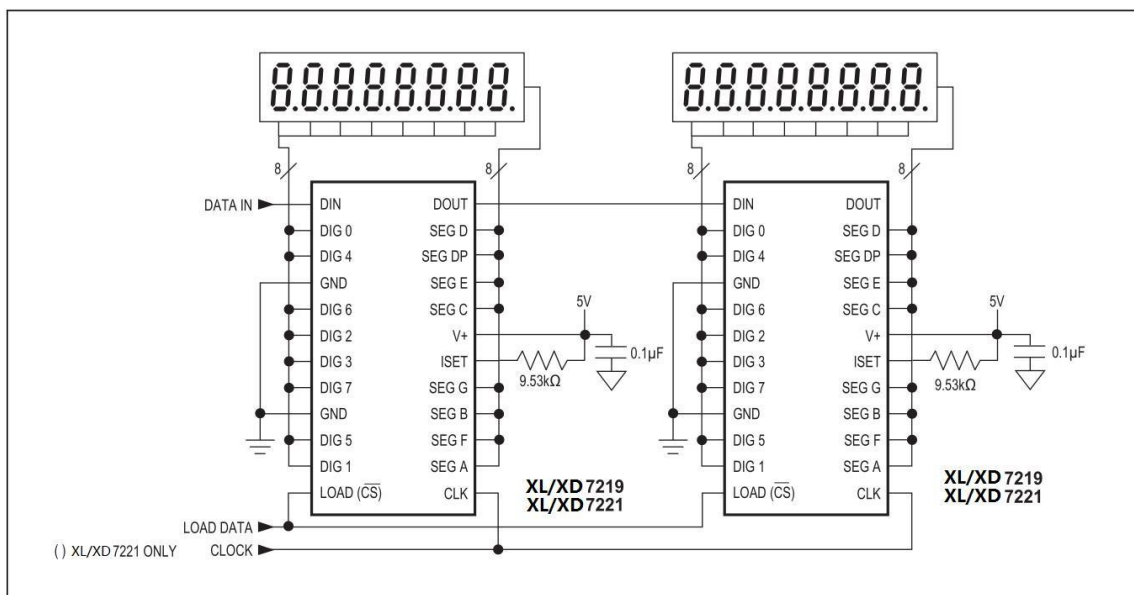 8.8.8.8.8.8.8.8.
8.8.8.8.8.8.8.8.
8
8
8
8
DATA IN
DIN
DOUT
DIG 0
SEG D
DIG 4
SEG DP
GND
SEG E
DIG 6
SEG C
DIG 2
V+
DIG 3
ISET
DIG 7
SEG G
GND
SEG B
DIG 5
SEG F
DIG 1
SEG A
LOAD (C̅S̅)
CLK
5V
0.1µF
9.53kΩ
XL/XD 7219
XL/XD 7221
DIN
DOUT
DIG 0
SEG D
DIG 4
SEG DP
GND
SEG E
DIG 6
SEG C
DIG 2
V+
DIG 3
ISET
DIG 7
SEG G
GND
SEG B
DIG 5
SEG F
DIG 1
SEG A
LOAD (C̅S̅)
CLK
5V
0.1µF
9.53kΩ
XL/XD 7219
XL/XD 7221
LOAD DATA
( ) XL/XD 7221 ONLY
CLOCK